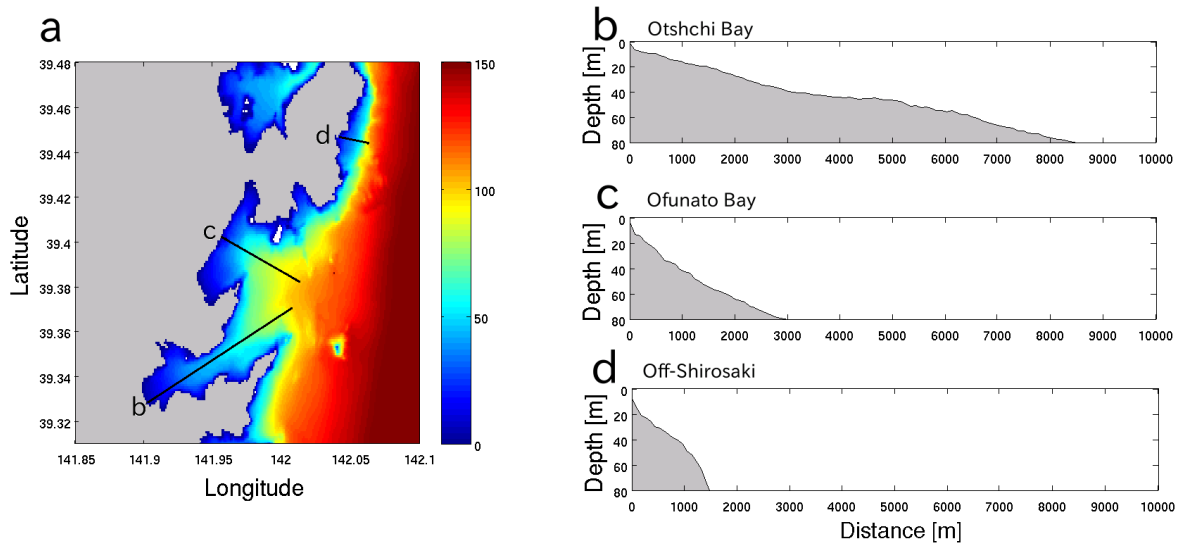 a
39.48
39.46
39.44
39.42
39.4
39.38
39.36
39.34
39.32
Latitude
141.85 141.9 141.95 142 142.05 142.1
Longitude
d
c
b
150
100
50
0
b Otshchi Bay
Depth [m]
0
20
40
60
80
0 1000 2000 3000 4000 5000 6000 7000 8000 9000 10000
c Ofunato Bay
Depth [m]
0
20
40
60
80
0 1000 2000 3000 4000 5000 6000 7000 8000 9000 10000
d Off-Shirosaki
Depth [m]
0
20
40
60
80
0 1000 2000 3000 4000 5000 6000 7000 8000 9000 10000
Distance [m]